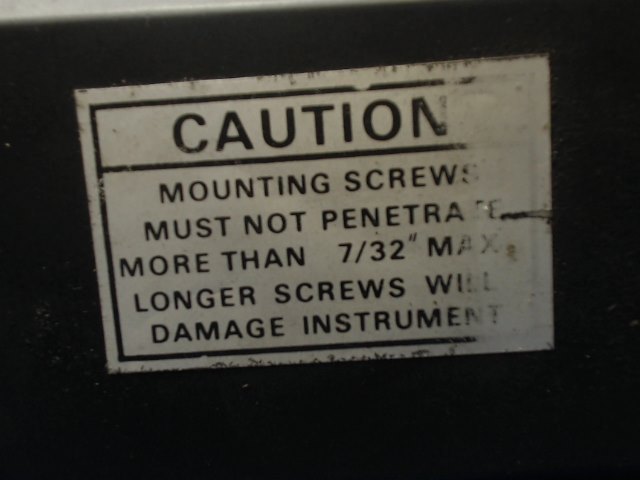 CAUTION
MOUNTING SCREWS
MUST NOT PENETRATE
MORE THAN 7/32" MAX.
LONGER SCREWS WILL
DAMAGE INSTRUMENT